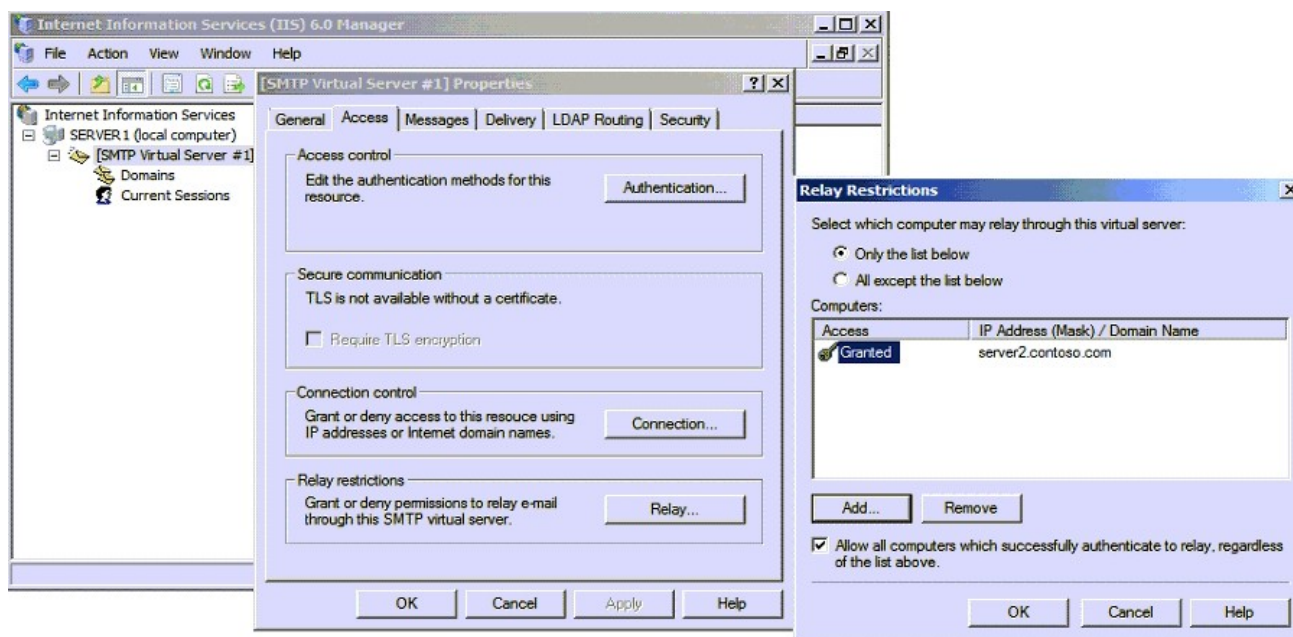 Internet Information Services (IIS) 6.0 Manager
File Action View Window Help
Internet Information Services
SERVER1 (local computer)
[SMTP Virtual Server #1]
Domains
Current Sessions
[SMTP Virtual Server #1] Properties
General Access Messages Delivery LDAP Routing Security
Access control
Edit the authentication methods for this
resource.
Authentication...
Secure communication
TLS is not available without a certificate.
Require TLS encryption
Connection control
Grant or deny access to this resouce using
IP addresses or Internet domain names.
Connection...
Relay restrictions
Grant or deny permissions to relay e-mail
through this SMTP virtual server.
Relay...
OK Cancel Apply Help
Relay Restrictions
Select which computer may relay through this virtual server:
Only the list below
All except the list below
Computers:
Access IP Address (Mask) / Domain Name
Granted server2.contoso.com
Add... Remove
Allow all computers which successfully authenticate to relay, regardless
of the list above.
OK Cancel Help